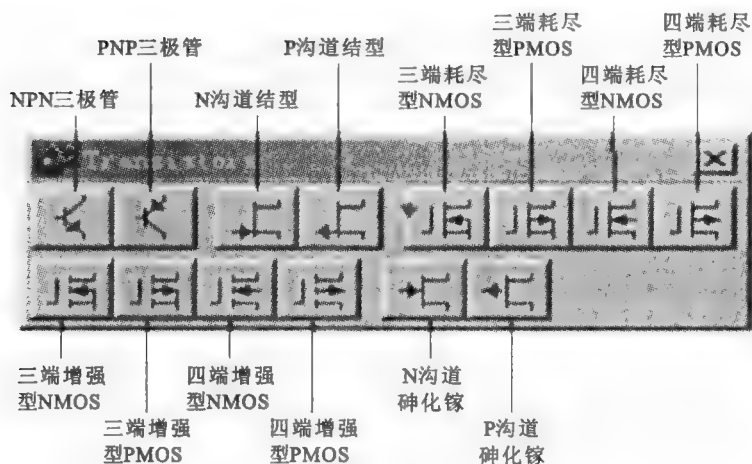 三端耗尽
型PMOS
四端耗尽
型PMOS
PNP三极管
P沟道结型
三端耗尽
型NMOS
四端耗尽
型NMOS
NPN三极管
N沟道结型
Transistors
三端增强
型NMOS
四端增强
型NMOS
N沟道
砷化镓
三端增强
型PMOS
四端增强
型PMOS
P沟道
砷化镓